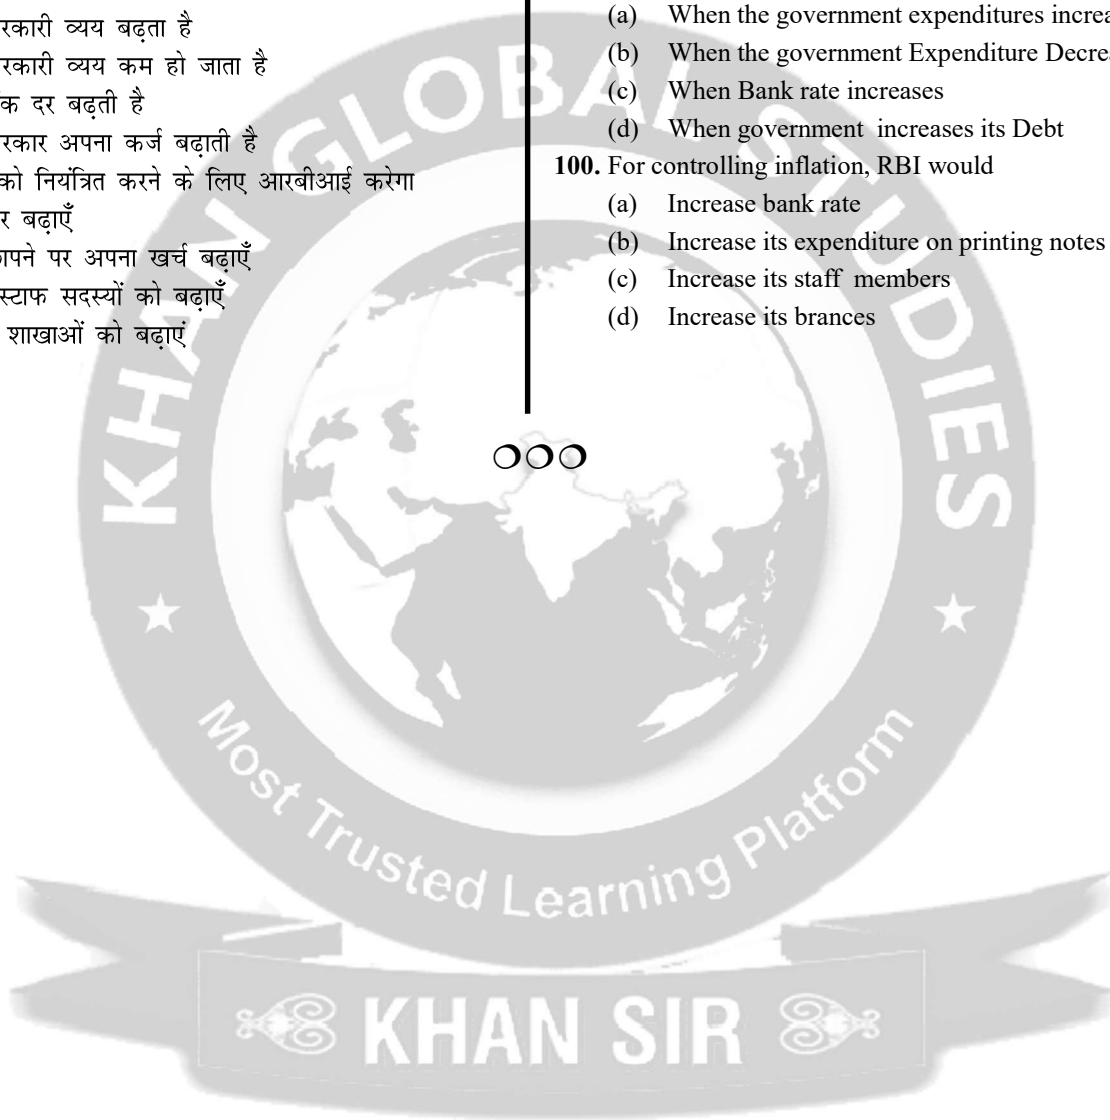 रकारी व्यय बढ़ता है
रकारी व्यय कम हो जाता है
क दर बढ़ती है
रकार अपना कर्ज बढ़ाती है
को नियंत्रित करने के लिए आरबीआई करेगा
र बढ़ाएँ
ापने पर अपना खर्च बढ़ाएँ
स्टाफ सदस्यों को बढ़ाएँ
शाखाओं को बढ़ाएं
(a) When the government expenditures increa
(b) When the government Expenditure Decrea
(c) When Bank rate increases
(d) When government increases its Debt
100. For controlling inflation, RBI would
(a) Increase bank rate
(b) Increase its expenditure on printing notes
(c) Increase its staff members
(d) Increase its brances
KHAN GLOBAL STUDIES
Most Trusted Learning Platform
KHAN SIR